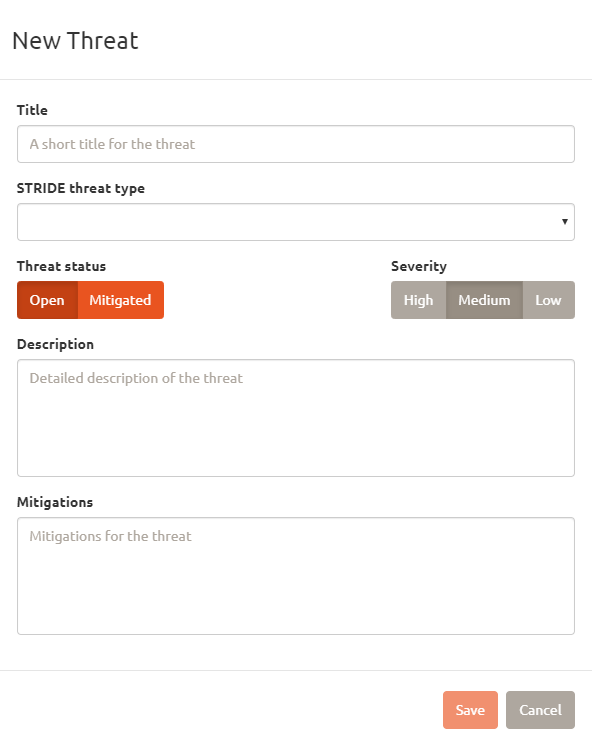 New Threat
Title
A short title for the threat
STRIDE threat type
Threat status Severity
Open Mitigated High Medium Low
Description
Detailed description of the threat
Mitigations
Mitigations for the threat
Save Cancel